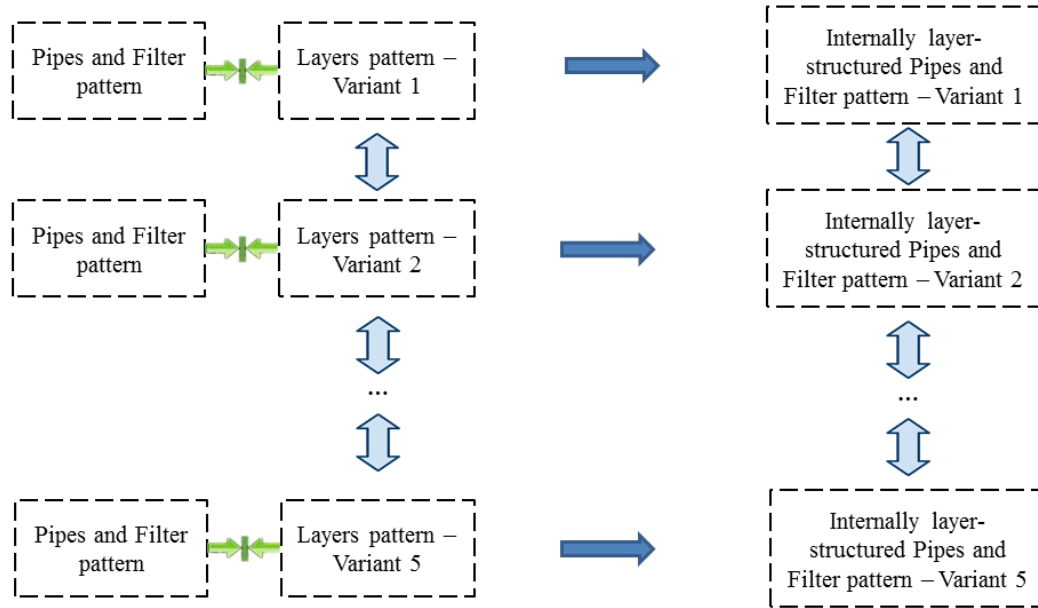 Pipes and Filter
pattern
Layers pattern –
Variant 1
Internally layer-
structured Pipes and
Filter pattern – Variant 1
Pipes and Filter
pattern
Layers pattern –
Variant 2
Internally layer-
structured Pipes and
Filter pattern – Variant 2
...
...
Pipes and Filter
pattern
Layers pattern –
Variant 5
Internally layer-
structured Pipes and
Filter pattern – Variant 5